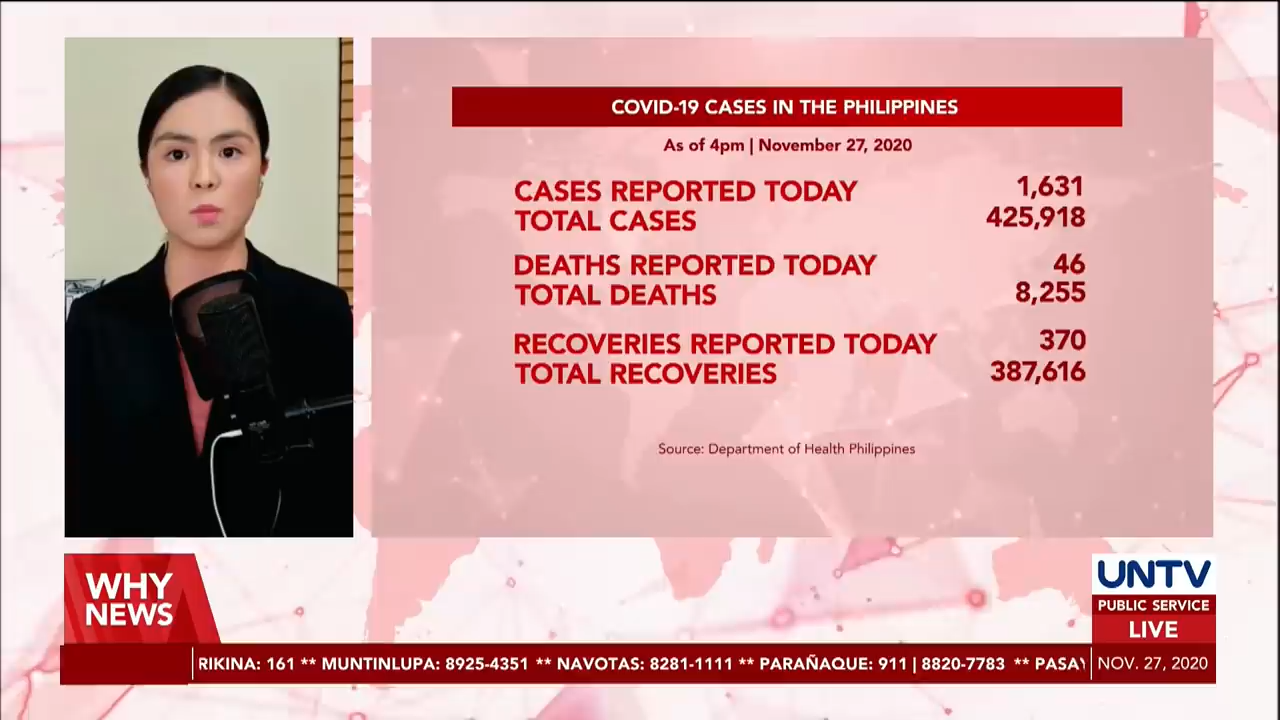 COVID-19 CASES IN THE PHILIPPINES
As of 4pm | November 27, 2020
CASES REPORTED TODAY 1,631
TOTAL CASES 425,918
DEATHS REPORTED TODAY 46
TOTAL DEATHS 8,255
RECOVERIES REPORTED TODAY 370
TOTAL RECOVERIES 387,616
Source: Department of Health Philippines
WHY
NEWS
UNTV
PUBLIC SERVICE
LIVE
RIKINA: 161 ** MUNTINLUPA: 8925-4351 ** NAVOTAS: 8281-1111 ** PARAÑAQUE: 911 | 8820-7783 ** PASAY
NOV. 27, 2020